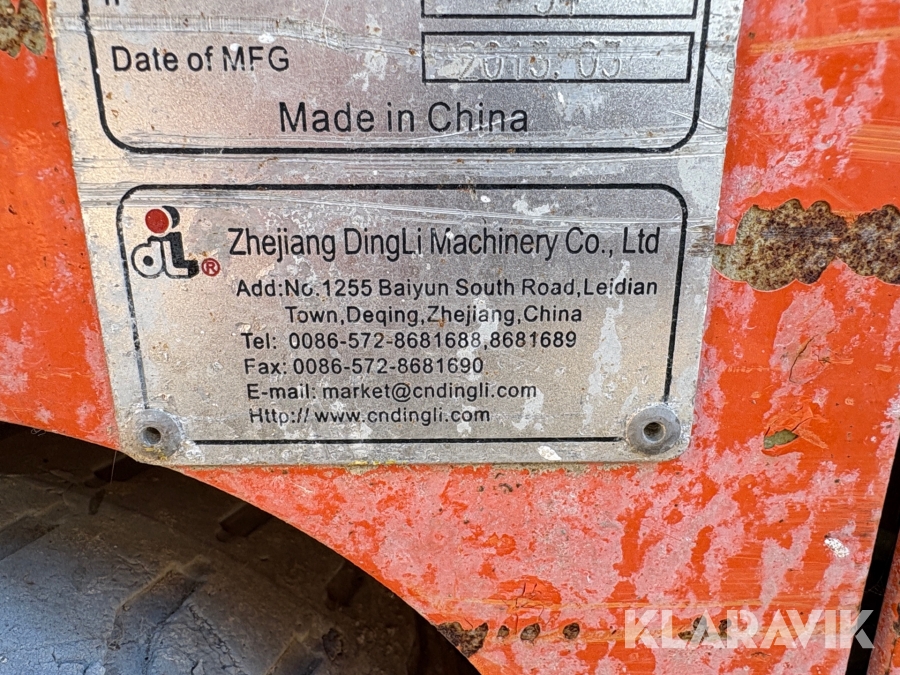 Date of MFG 2015.03
Made in China
Zhejiang DingLi Machinery Co., Ltd
Add:No.1255 Baiyun South Road,Leidian
Town,Deqing,Zhejiang,China
Tel: 0086-572-8681688,8681689
Fax: 0086-572-8681690
E-mail: market@cndingli.com
Http://www.cndingli.com
KLARAVIK